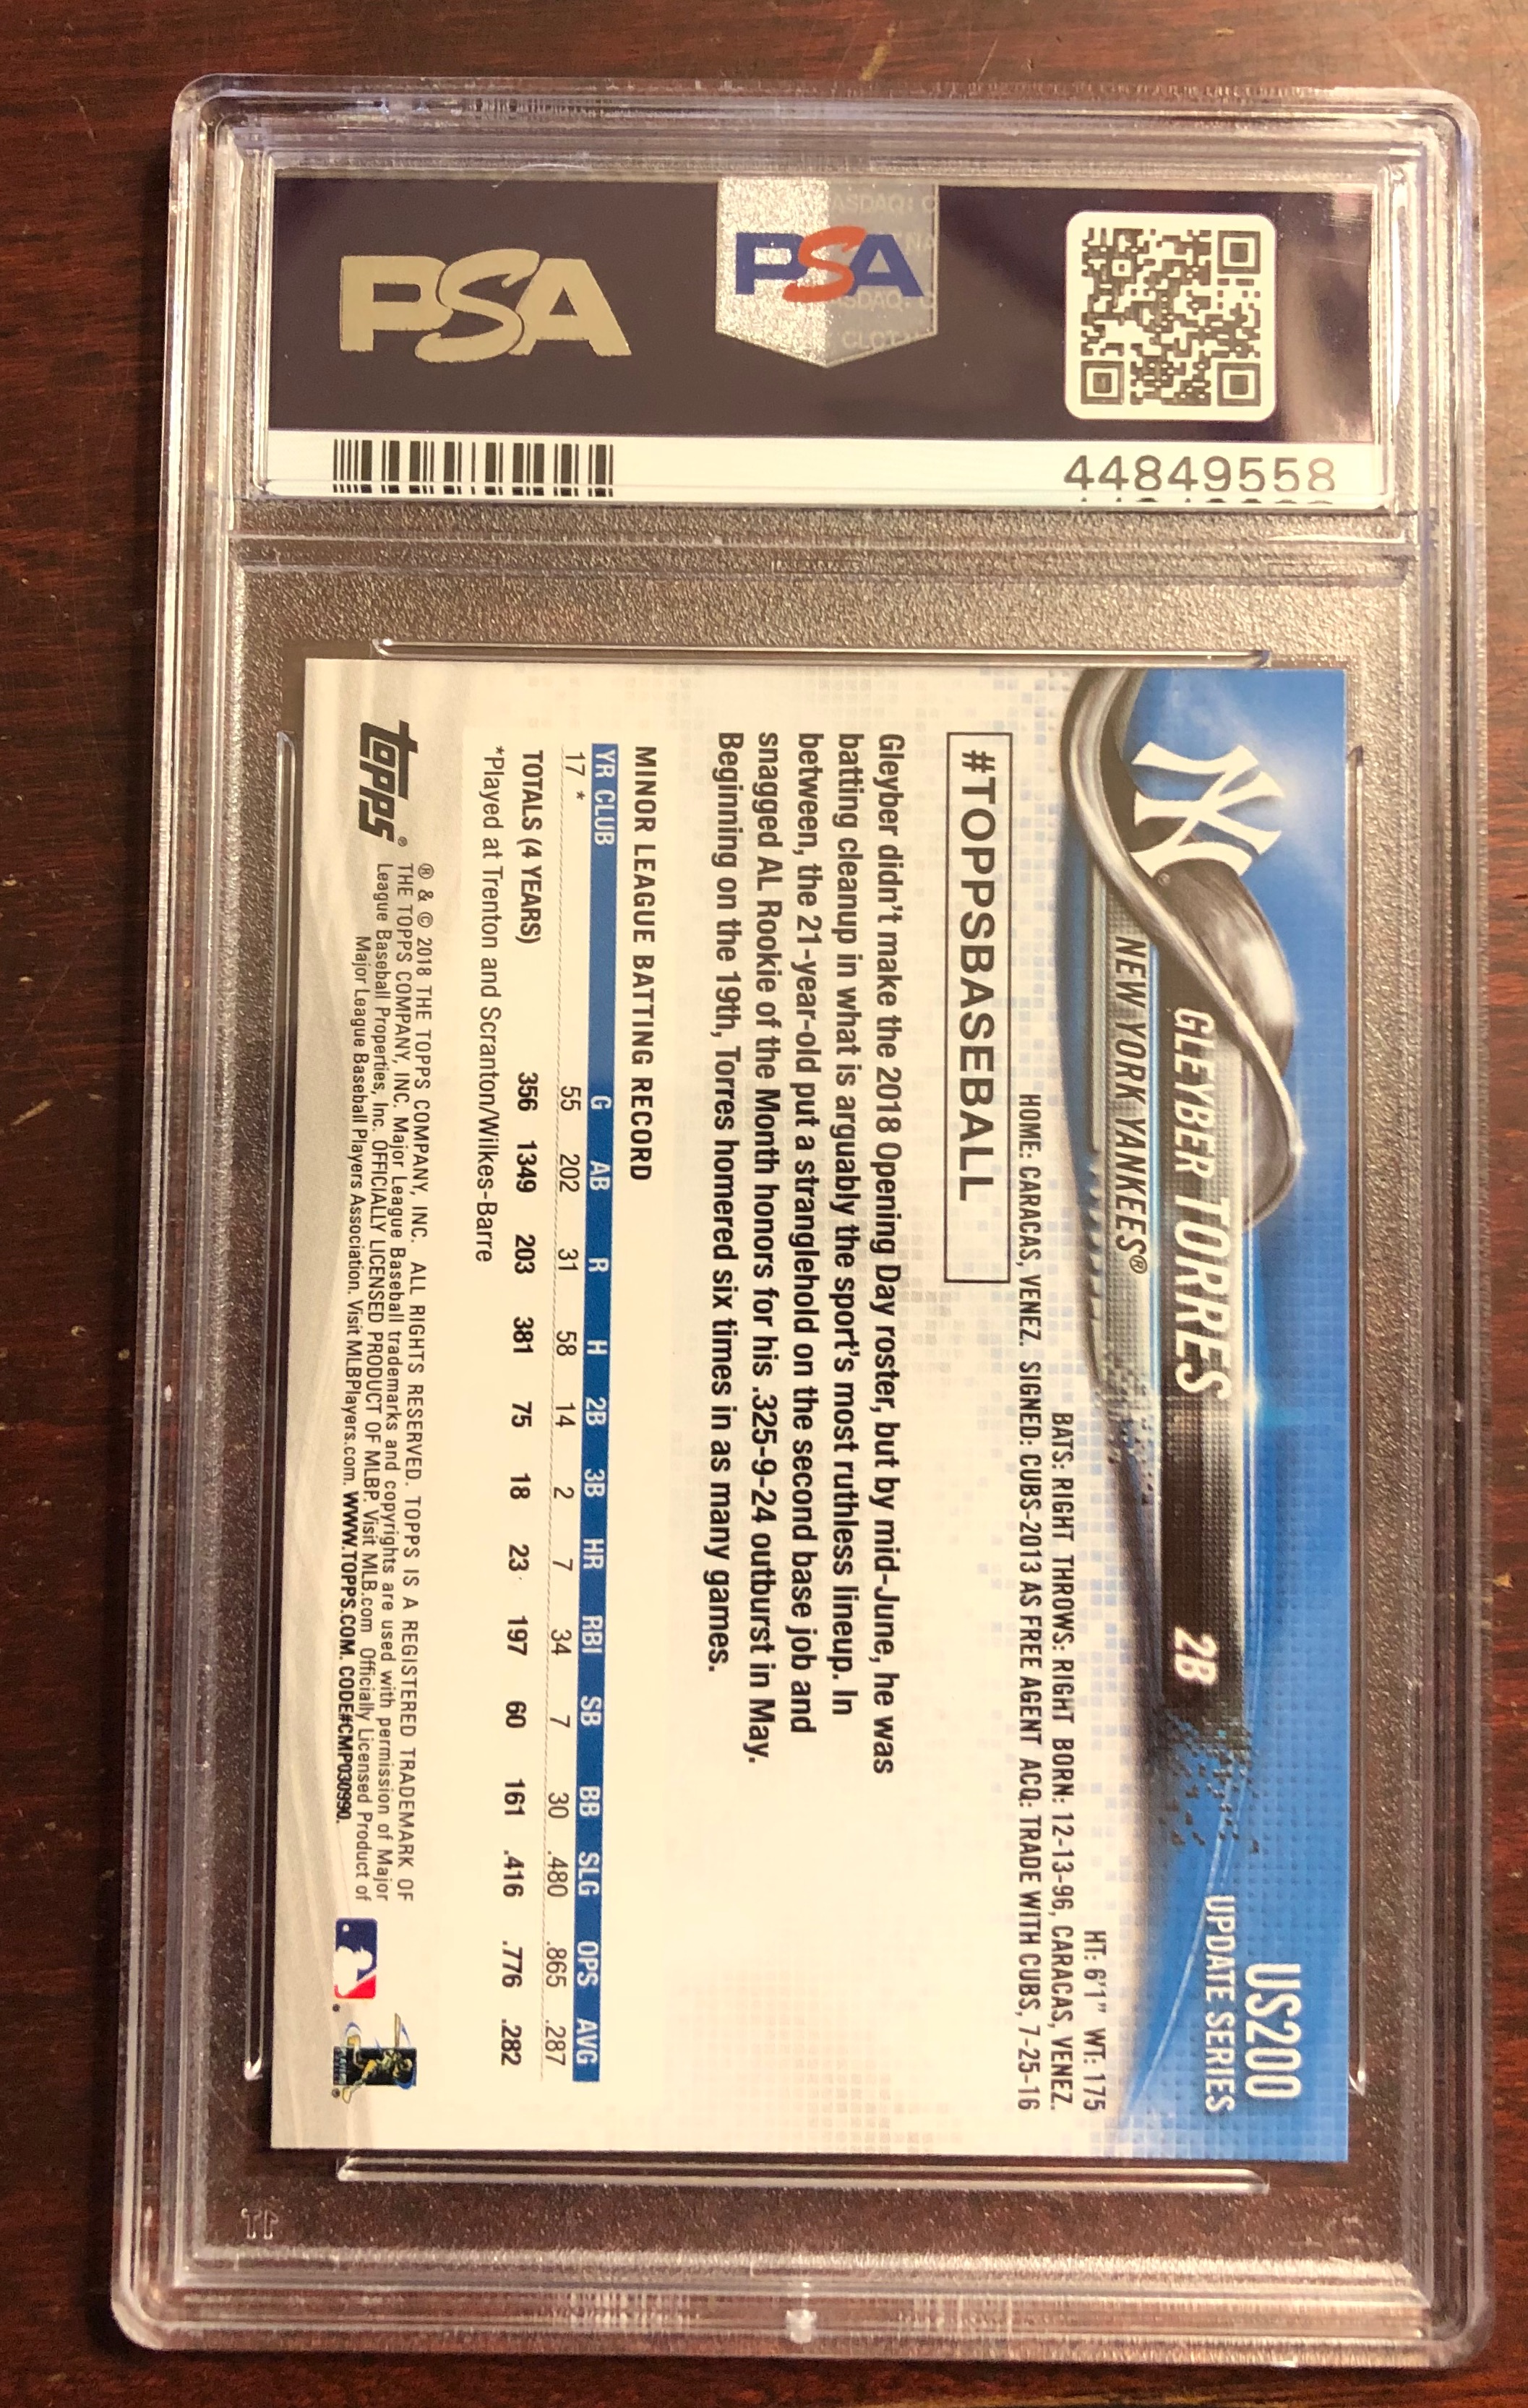 PSA
PSA
NASDAQ: C
CLCT
44849558
US200
UPDATE SERIES
GLEYBER TORRES 2B
NEW YORK YANKEES®
HT: 6'1" WT: 175
BATS: RIGHT THROWS: RIGHT BORN: 12-13-96, CARACAS, VENEZ.
HOME: CARACAS, VENEZ. SIGNED: CUBS-2013 AS FREE AGENT ACQ: TRADE WITH CUBS, 7-25-16
#TOPPSBASEBALL
Gleyber didn't make the 2018 Opening Day roster, but by mid-June, he was
batting cleanup in what is arguably the sport's most ruthless lineup. In
between, the 21-year-old put a stranglehold on the second base job and
snagged AL Rookie of the Month honors for his .325-9-24 outburst in May.
Beginning on the 19th, Torres homered six times in as many games.
MINOR LEAGUE BATTING RECORD
YR CLUB G AB R H 2B 3B HR RBI SB BB SLG OPS AVG
17 * 55 202 31 58 14 2 7 34 7 30 .480 .865 .287
TOTALS (4 YEARS) 356 1349 203 381 75 18 23 197 60 161 .416 .776 .282
*Played at Trenton and Scranton/Wilkes-Barre
topps®
® & © 2018 THE TOPPS COMPANY, INC. ALL RIGHTS RESERVED. TOPPS IS A REGISTERED TRADEMARK OF
THE TOPPS COMPANY, INC. Major League Baseball trademarks and copyrights are used with permission of Major
League Baseball Properties, Inc. OFFICIALLY LICENSED PRODUCT OF MLBP. Visit MLB.com Officially Licensed Product of
Major League Baseball Players Association. Visit MLBPlayers.com. WWW.TOPPS.COM. CODE#CMP030990.